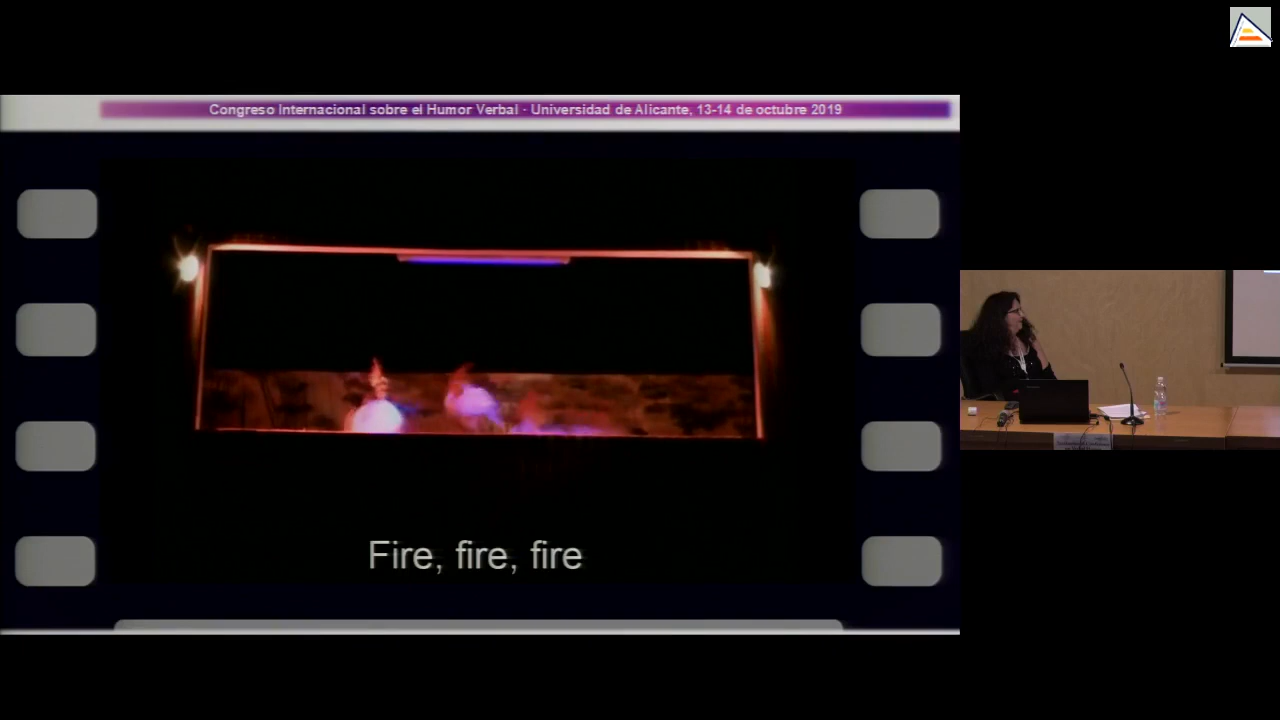 Congreso Internacional sobre el Humor Verbal · Universidad de Alicante, 13-14 de octubre 2019
Fire, fire, fire